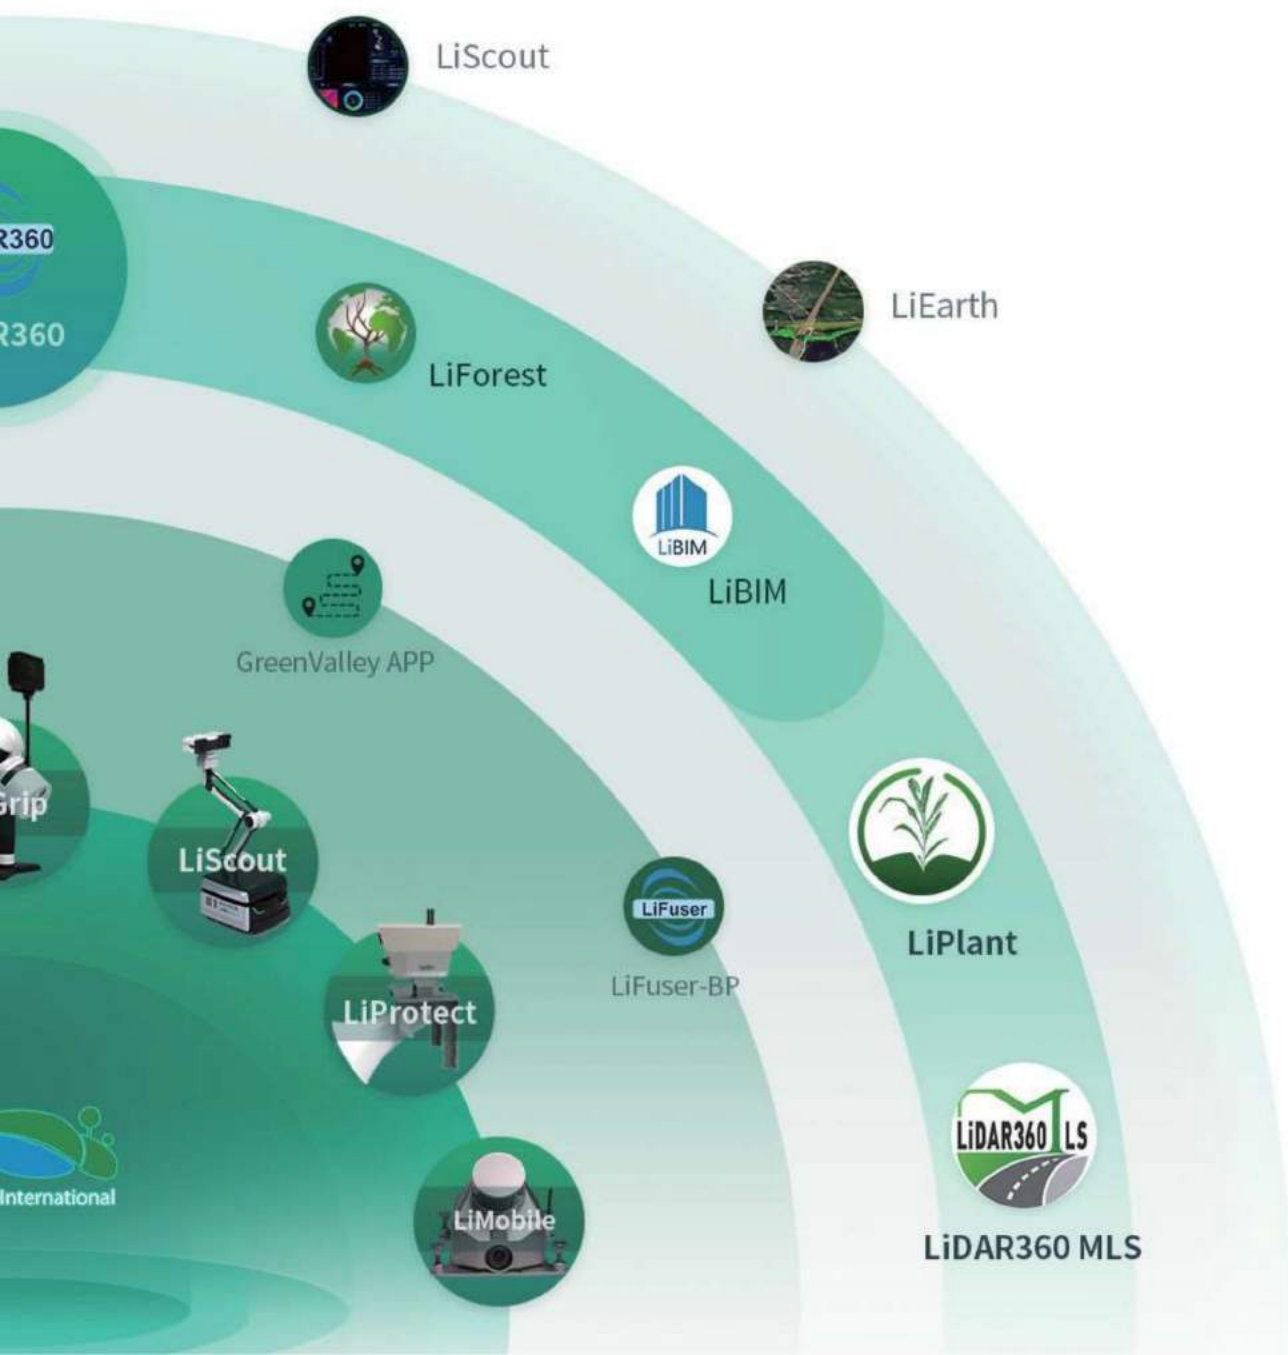 LiScout
R360
R360
LiEarth
LiForest
LiBIM
LiBIM
GreenValley APP
Grip
LiScout
LiPlant
LiFuser
LiFuser-BP
LiProtect
LiDAR360 LS
International
LiMobile
LiDAR360 MLS